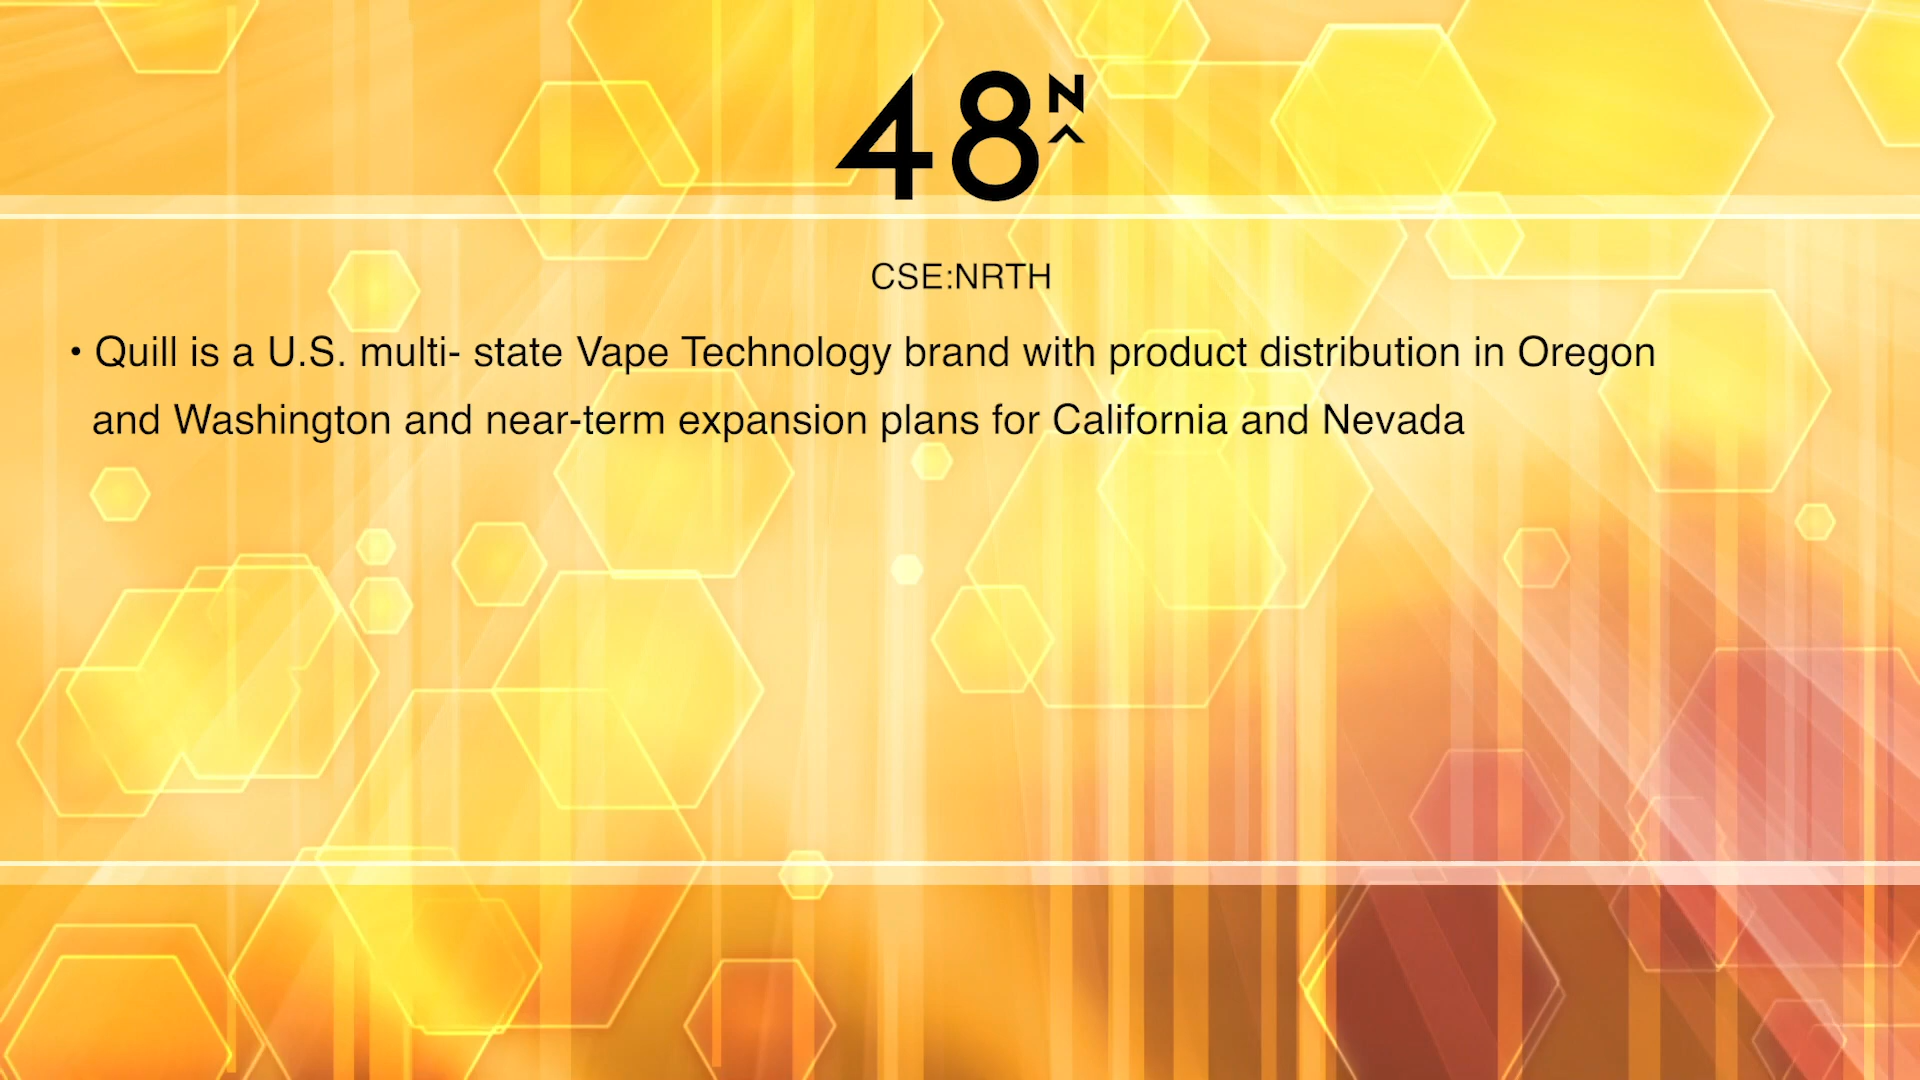 48N
CSE:NRTH
• Quill is a U.S. multi- state Vape Technology brand with product distribution in Oregon
and Washington and near-term expansion plans for California and Nevada